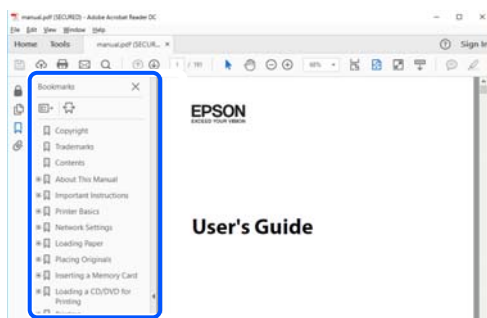 manual.pdf (SECURED) - Adobe Acrobat Reader DC
File Edit View Window Help
Home Tools manual.pdf (SECUR... × Sign In
1 / 191
Bookmarks
EPSON
EXCEED YOUR VISION
Copyright
Trademarks
Contents
About This Manual
Important Instructions
Printer Basics
Network Settings
User's Guide
Loading Paper
Placing Originals
Inserting a Memory Card
Loading a CD/DVD for
Printing